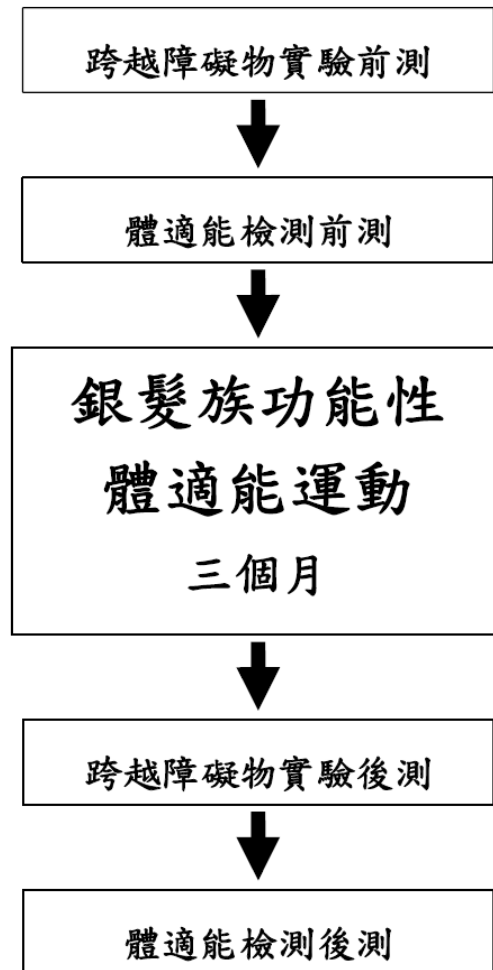 跨越障礙物實驗前測
體適能檢測前測
銀髮族功能性
體適能運動
三個月
跨越障礙物實驗後測
體適能檢測後測